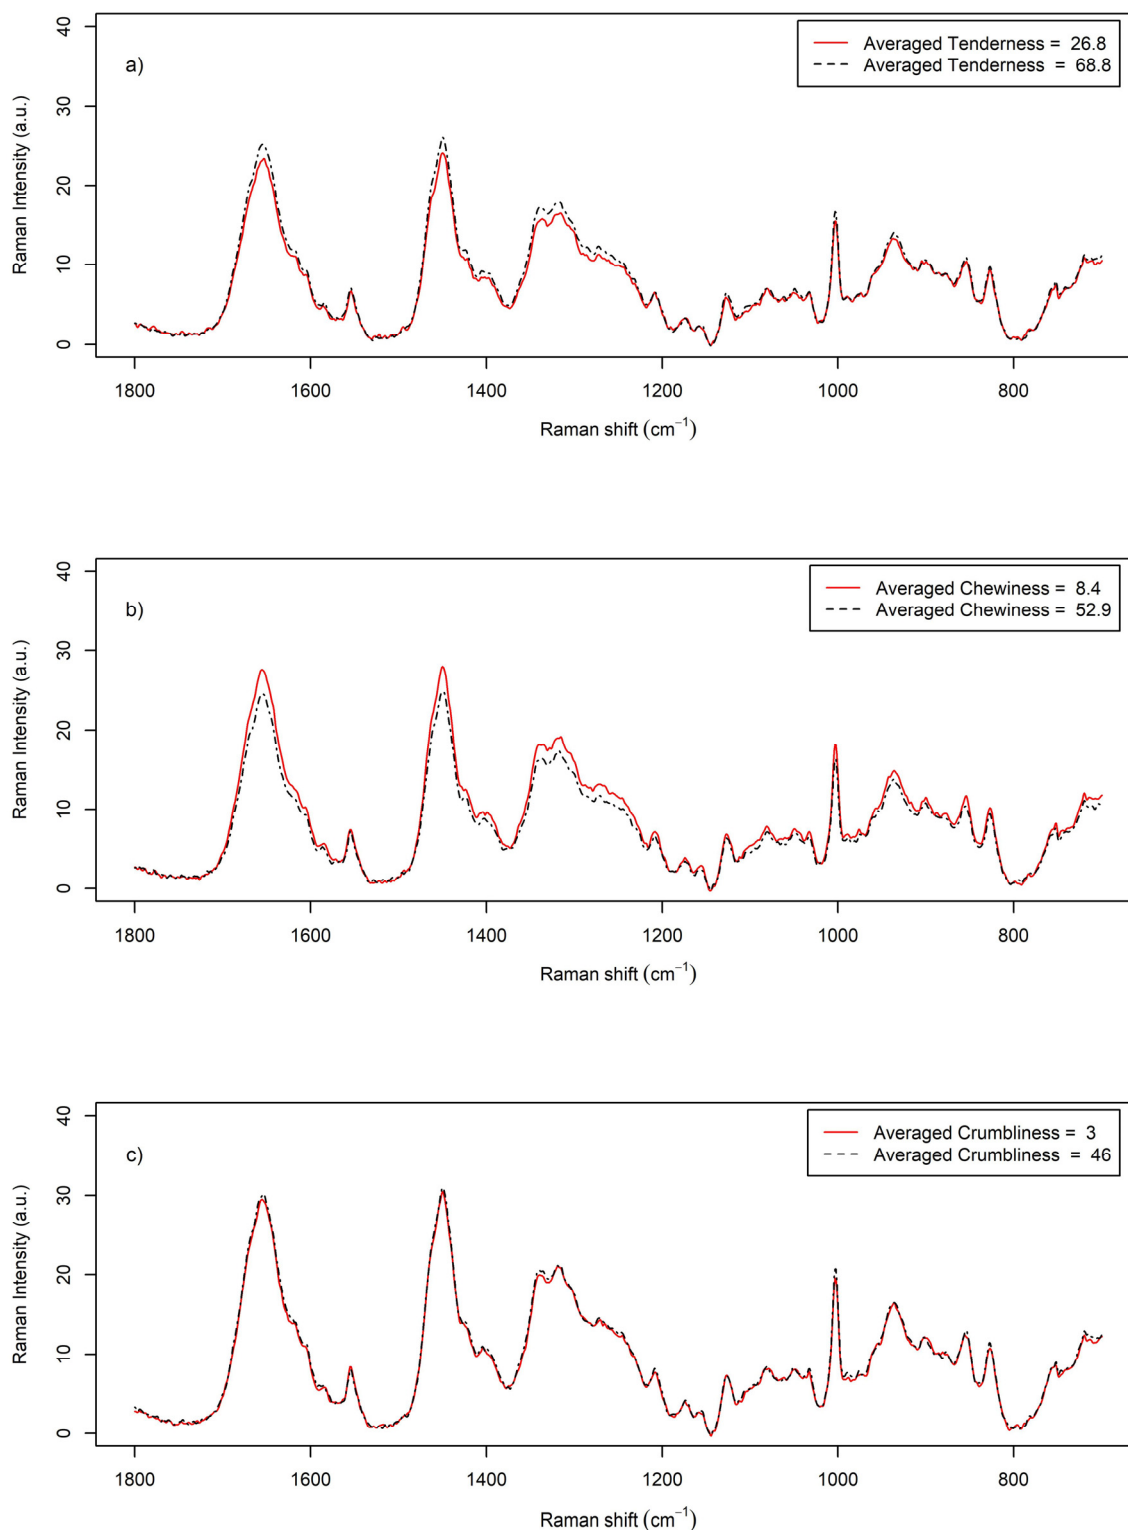 40
30
20
10
0
Raman Intensity (a.u.)
a)
Averaged Tenderness = 26.8
Averaged Tenderness = 68.8
1800 1600 1400 1200 1000 800
Raman shift (cm⁻¹)
40
30
20
10
0
Raman Intensity (a.u.)
b)
Averaged Chewiness = 8.4
Averaged Chewiness = 52.9
1800 1600 1400 1200 1000 800
Raman shift (cm⁻¹)
40
30
20
10
0
Raman Intensity (a.u.)
c)
Averaged Crumbliness = 3
Averaged Crumbliness = 46
1800 1600 1400 1200 1000 800
Raman shift (cm⁻¹)